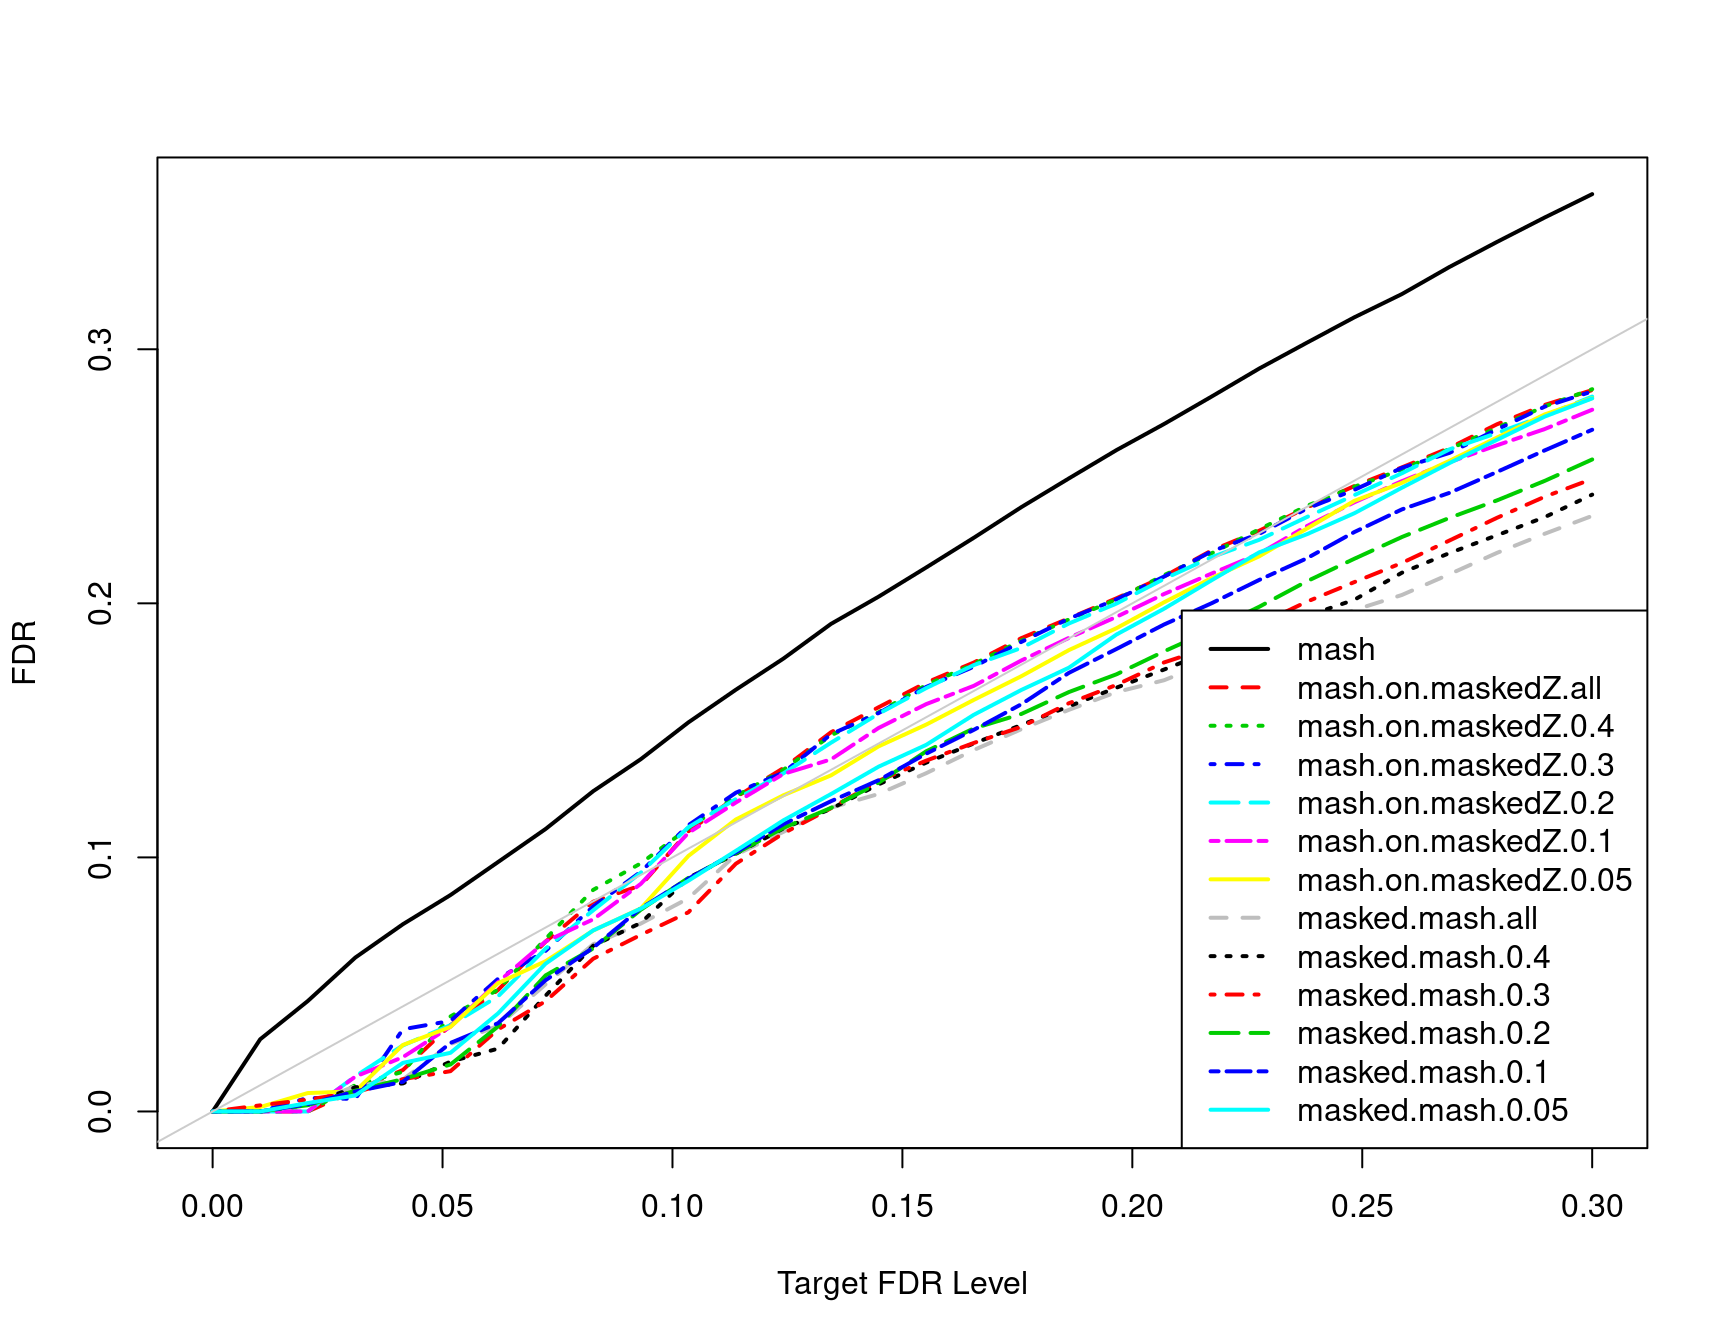 FDR
0.3
0.2
0.1
0.0
mash
mash.on.maskedZ.all
mash.on.maskedZ.0.4
mash.on.maskedZ.0.3
mash.on.maskedZ.0.2
mash.on.maskedZ.0.1
mash.on.maskedZ.0.05
masked.mash.all
masked.mash.0.4
masked.mash.0.3
masked.mash.0.2
masked.mash.0.1
masked.mash.0.05
0.00 0.05 0.10 0.15 0.20 0.25 0.30
Target FDR Level